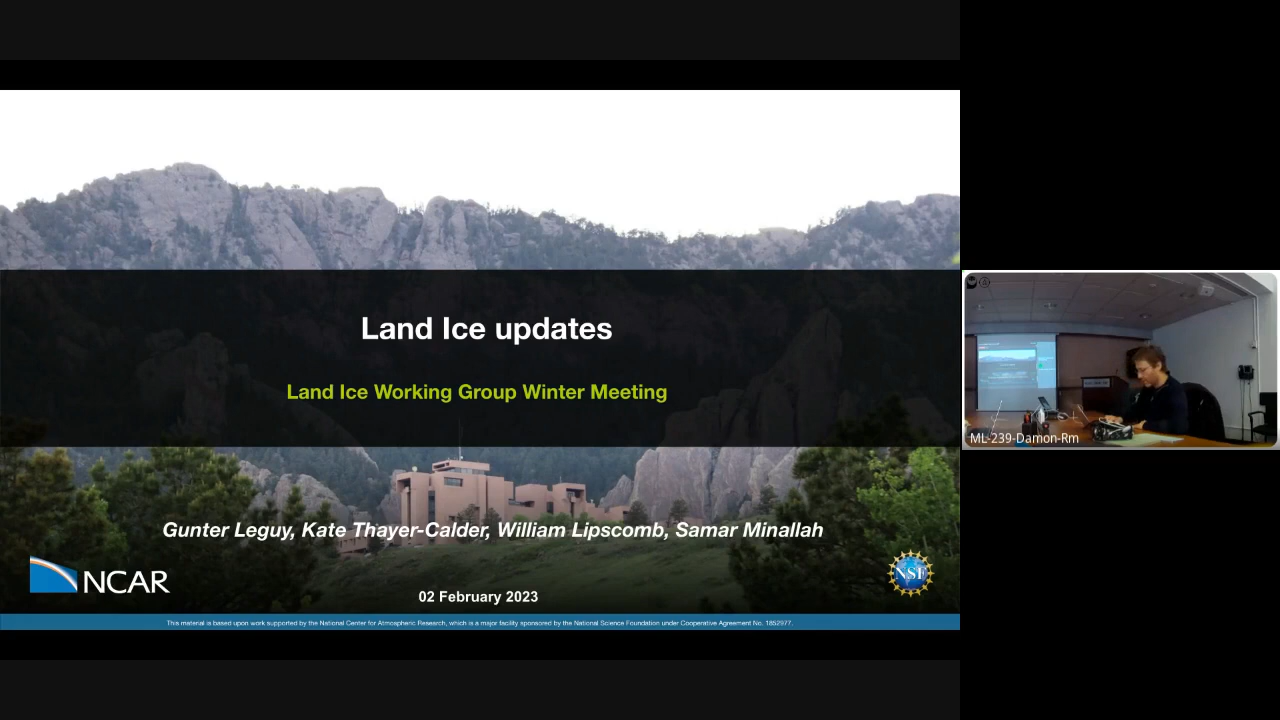 Land Ice updates
Land Ice Working Group Winter Meeting
Gunter Leguy, Kate Thayer-Calder, William Lipscomb, Samar Minallah
NCAR
NSF
02 February 2023
This material is based upon work supported by the National Center for Atmospheric Research, which is a major facility sponsored by the National Science Foundation under Cooperative Agreement No. 1852977.
ML-239-Damon-Rm